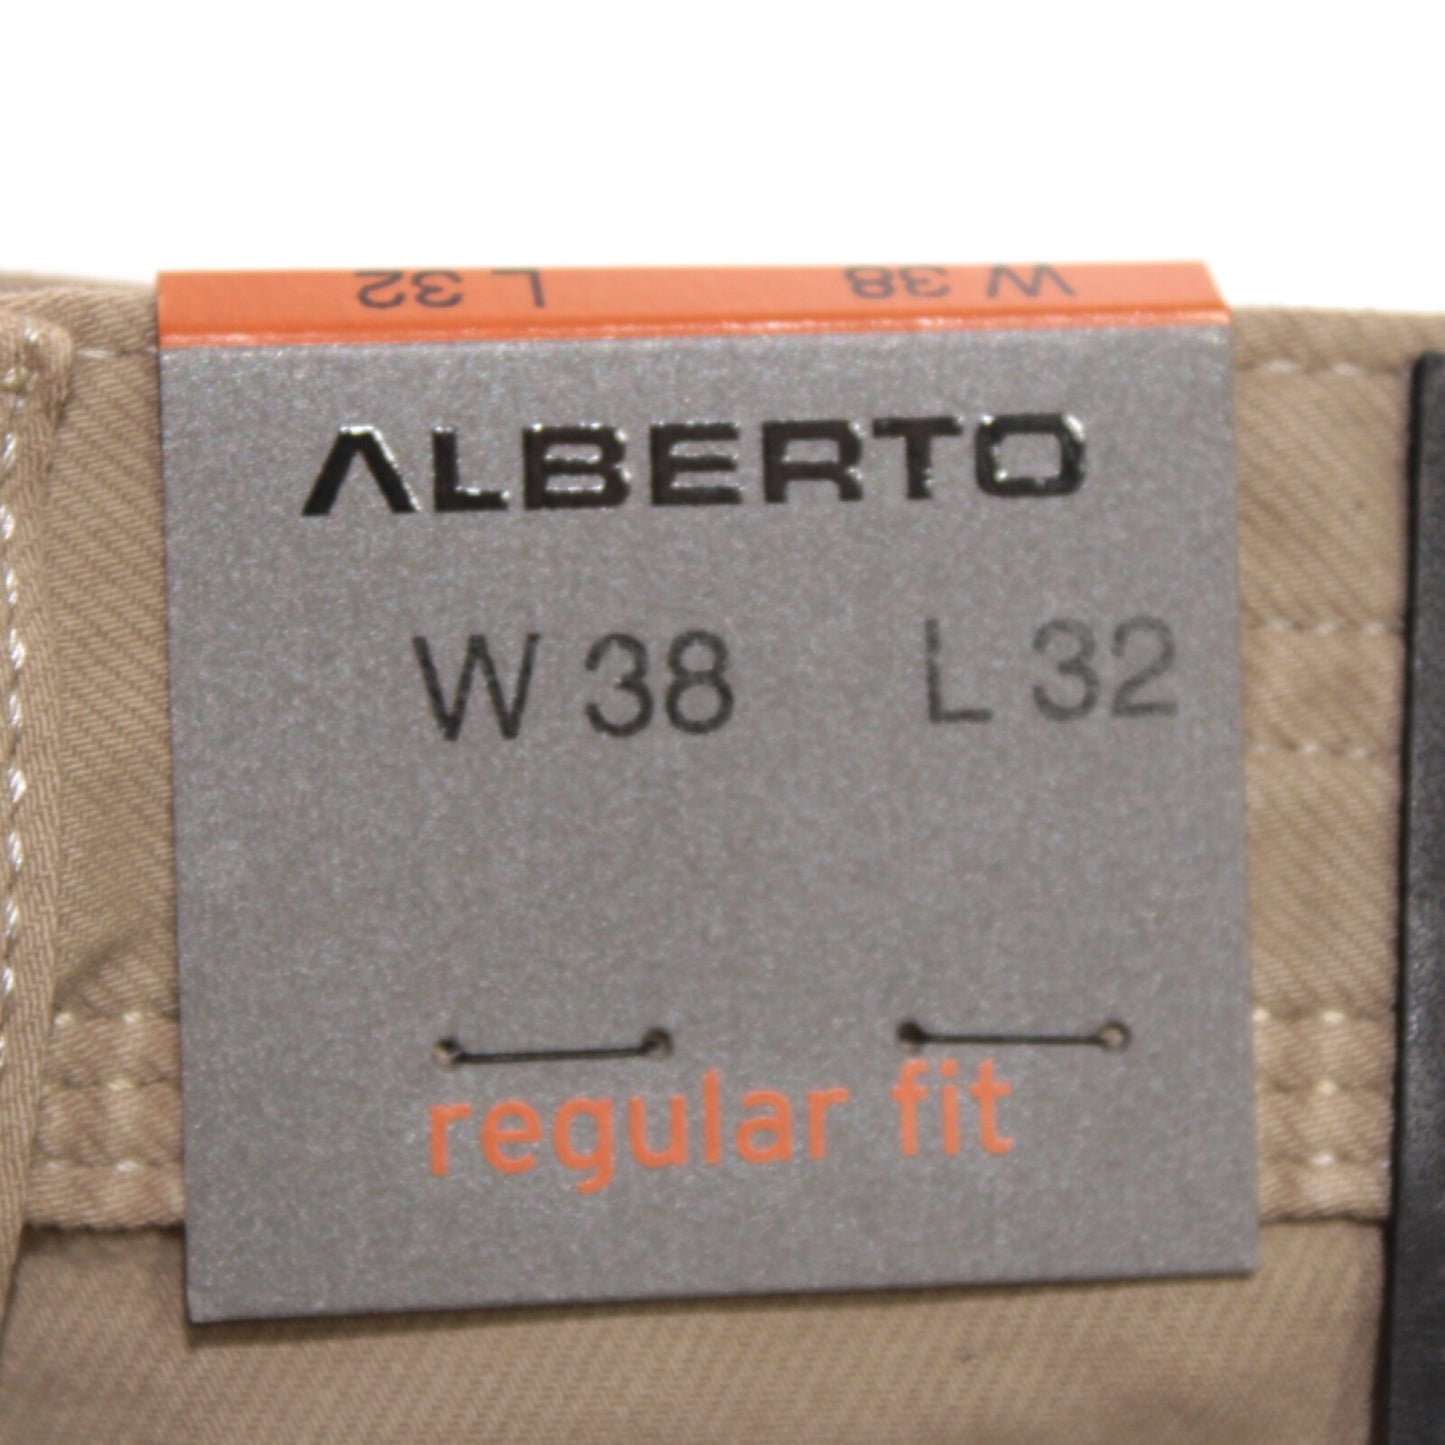 L 32 W 38
ALBERTO
W 38 L 32
regular fit